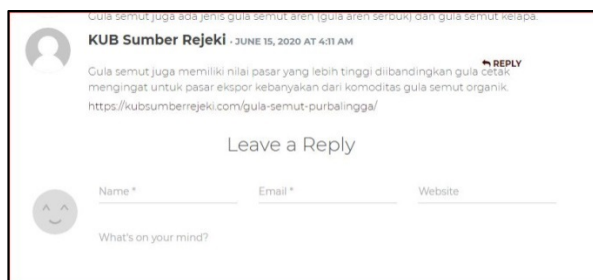 Gula semut juga ada jenis gula semut aren (gula aren serbuk) dan gula semut kelapa.
KUB Sumber Rejeki - JUNE 15, 2020 AT 4:11 AM
REPLY
Gula semut juga memiliki nilai pasar yang lebih tinggi diibandingkan gula cetak
mengingat untuk pasar ekspor kebanyakan dari komoditas gula semut organik.
https://kubsumberrejeki.com/gula-semut-purbalingga/
Leave a Reply
Name * Email * Website
What's on your mind?